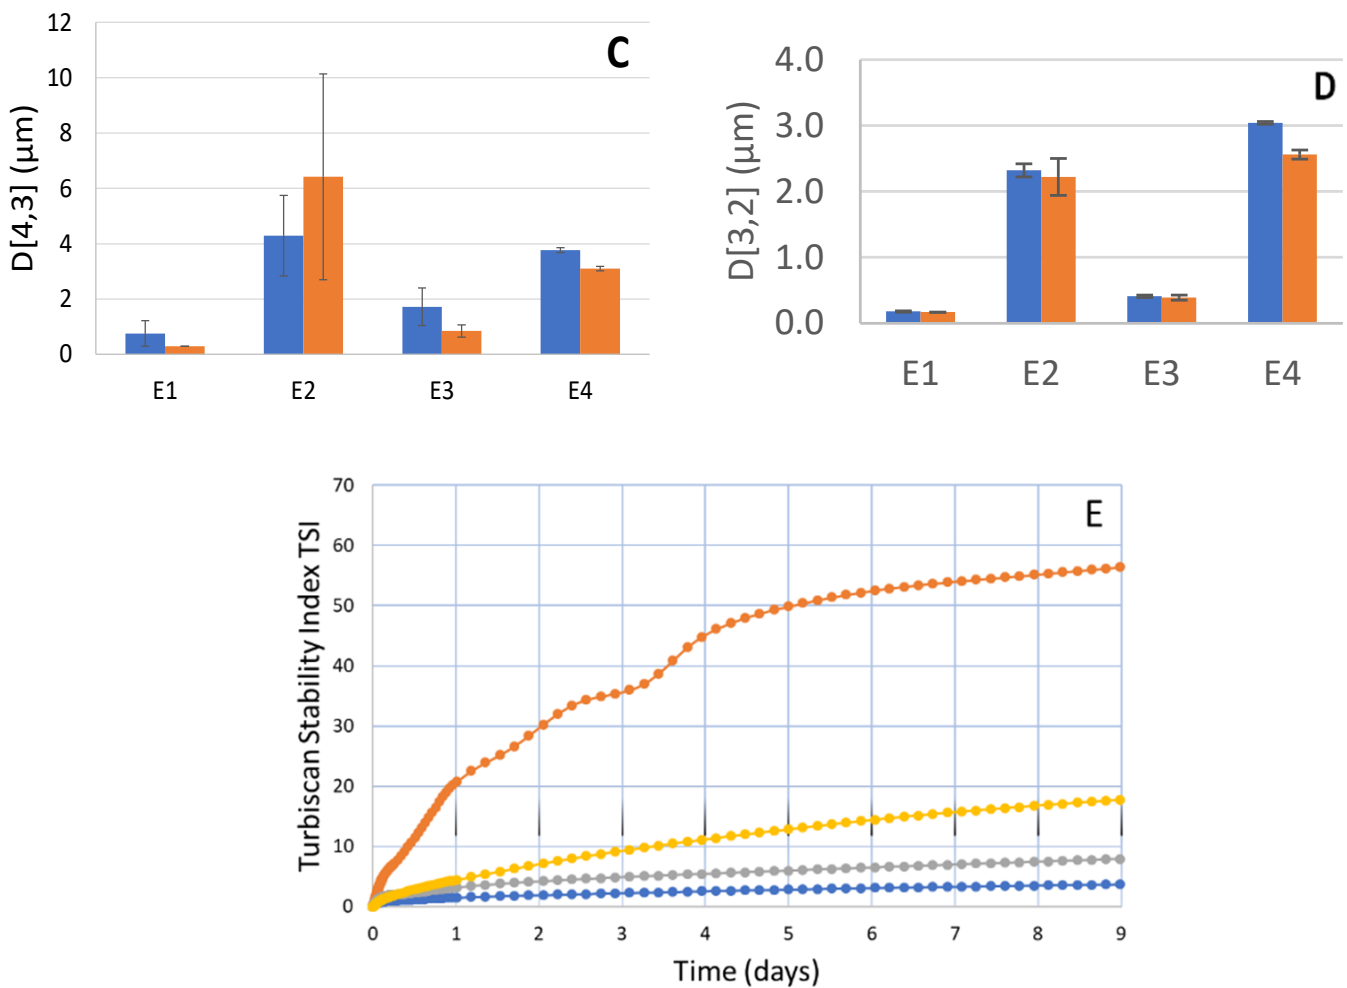 C
D[4,3] (µm)
12
10
8
6
4
2
0
E1 E2 E3 E4
D
D[3,2] (µm)
4.0
3.0
2.0
1.0
0.0
E1 E2 E3 E4
E
Turbiscan Stability Index TSI
70
60
50
40
30
20
10
0
0 1 2 3 4 5 6 7 8 9
Time (days)